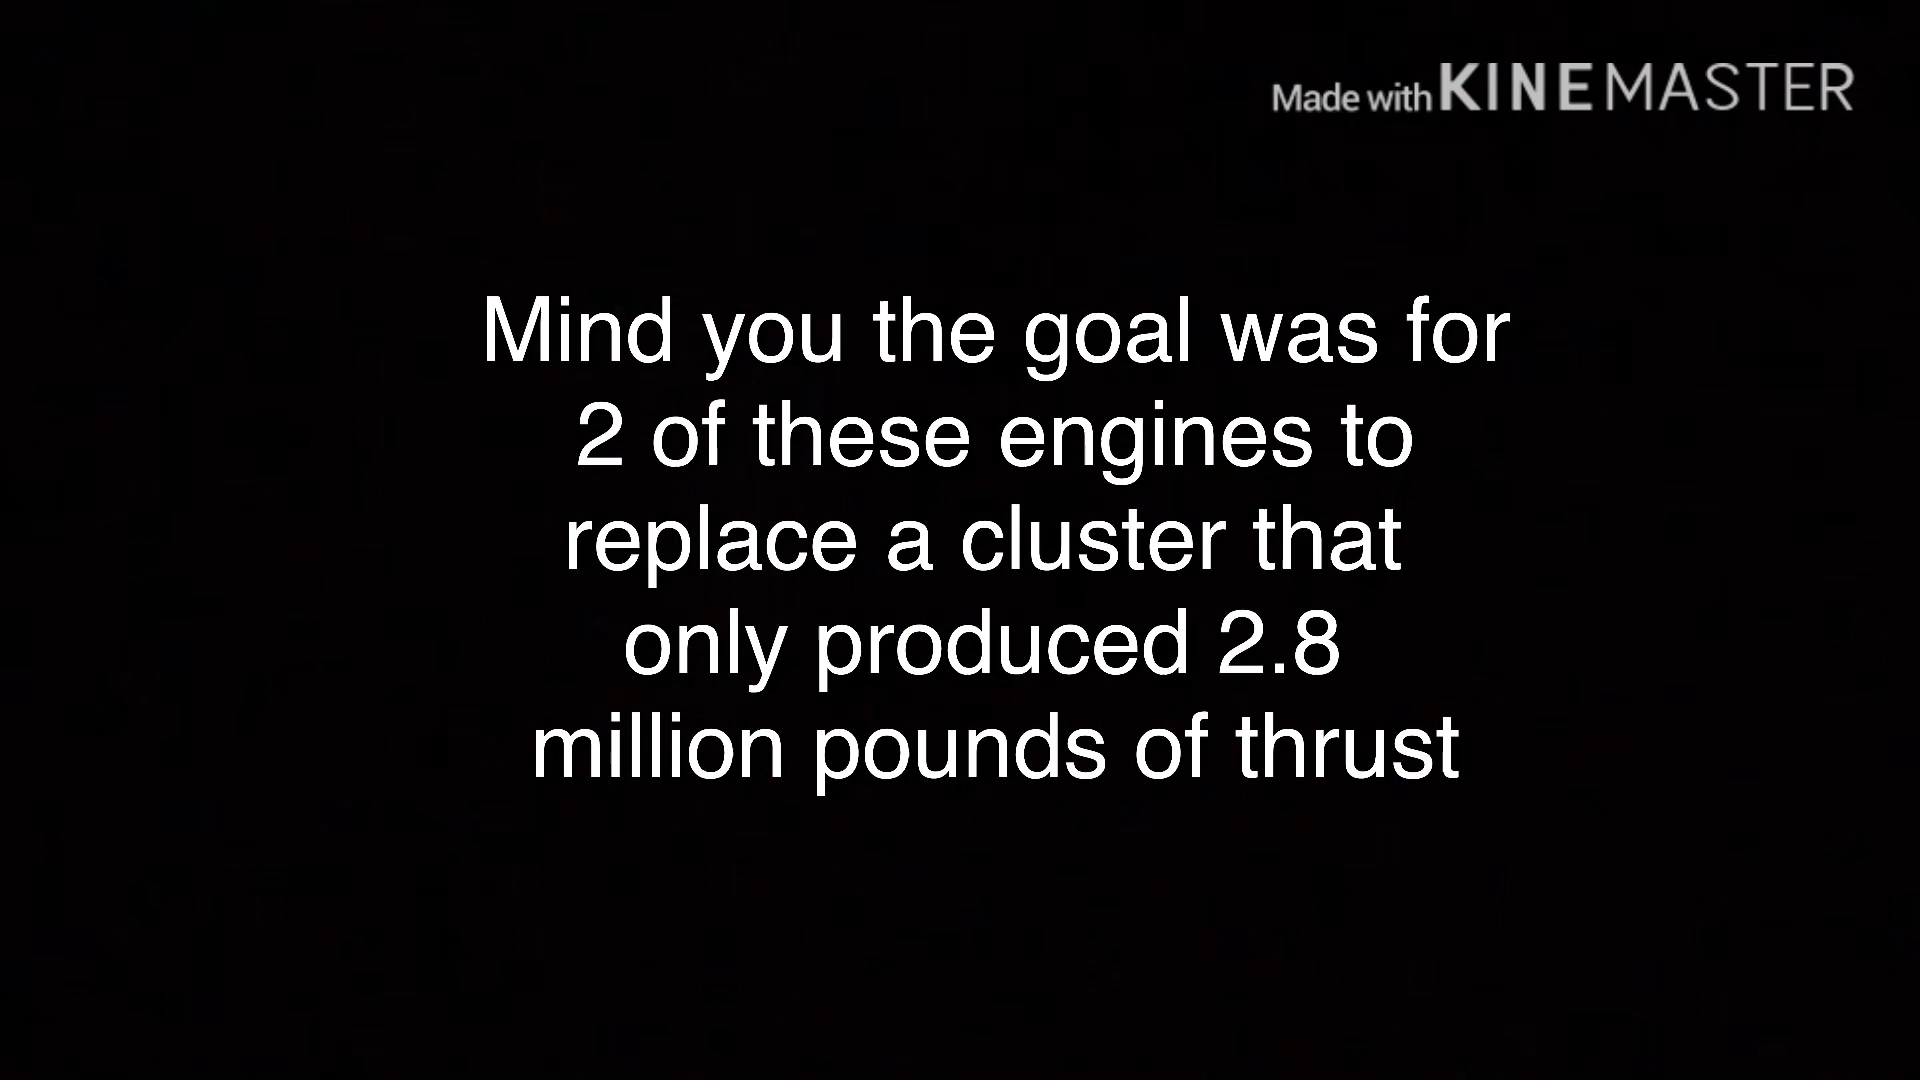 Made with KINEMASTER
Mind you the goal was for
2 of these engines to
replace a cluster that
only produced 2.8
million pounds of thrust